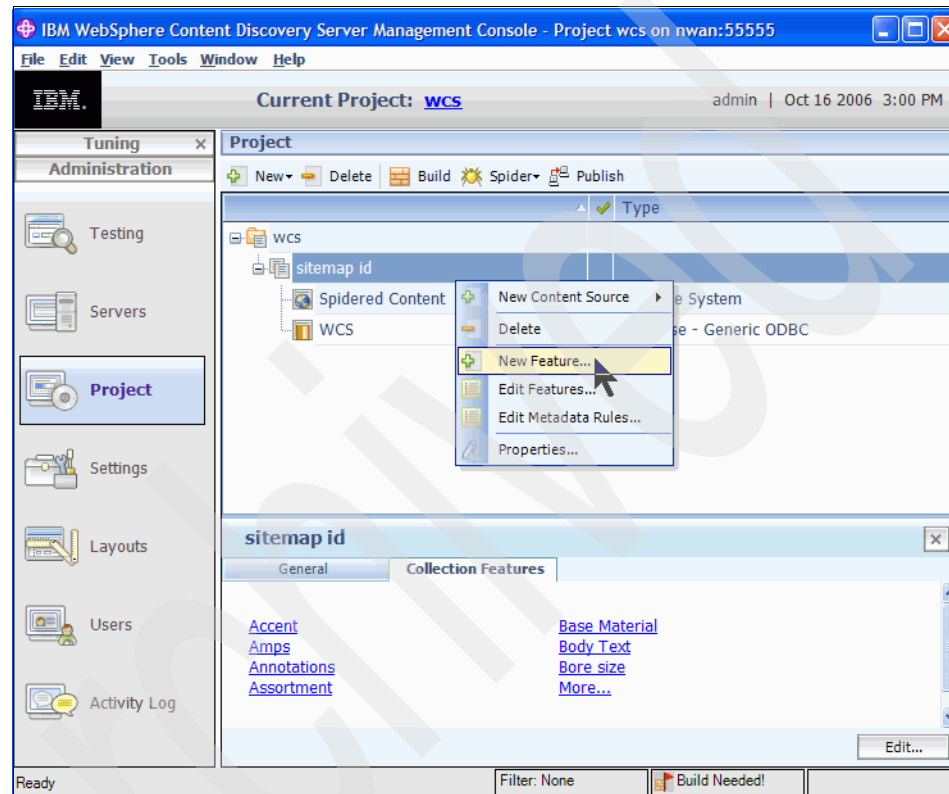 IBM WebSphere Content Discovery Server Management Console - Project wcs on nwan:55555
File Edit View Tools Window Help
IBM.
Current Project: wcs
admin | Oct 16 2006 3:00 PM
Tuning
Administration
Testing
Servers
Project
Settings
Layouts
Users
Activity Log
Project
New Delete Build Spider Publish
Type
wcs
sitemap id
Spidered Content
e System
WCS
se - Generic ODBC
New Content Source
Delete
New Feature...
Edit Features...
Edit Metadata Rules...
Properties...
sitemap id
General Collection Features
Accent Base Material
Amps Body Text
Annotations Bore size
Assortment More...
Edit...
Ready
Filter: None
Build Needed!